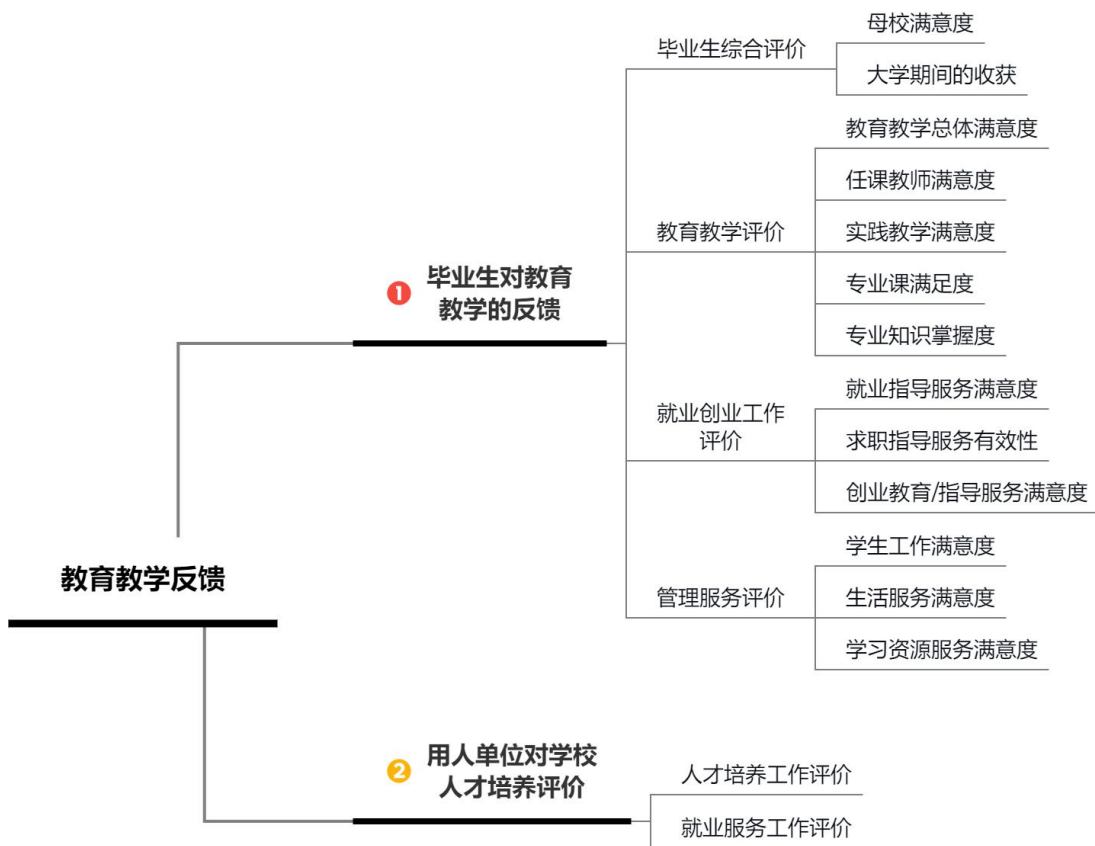 教育教学反馈
❶ 毕业生对教育
教学的反馈
毕业生综合评价
母校满意度
大学期间的收获
教育教学评价
教育教学总体满意度
任课教师满意度
实践教学满意度
专业课满足度
专业知识掌握度
就业创业工作
评价
就业指导服务满意度
求职指导服务有效性
创业教育/指导服务满意度
管理服务评价
学生工作满意度
生活服务满意度
学习资源服务满意度
❷ 用人单位对学校
人才培养评价
人才培养工作评价
就业服务工作评价